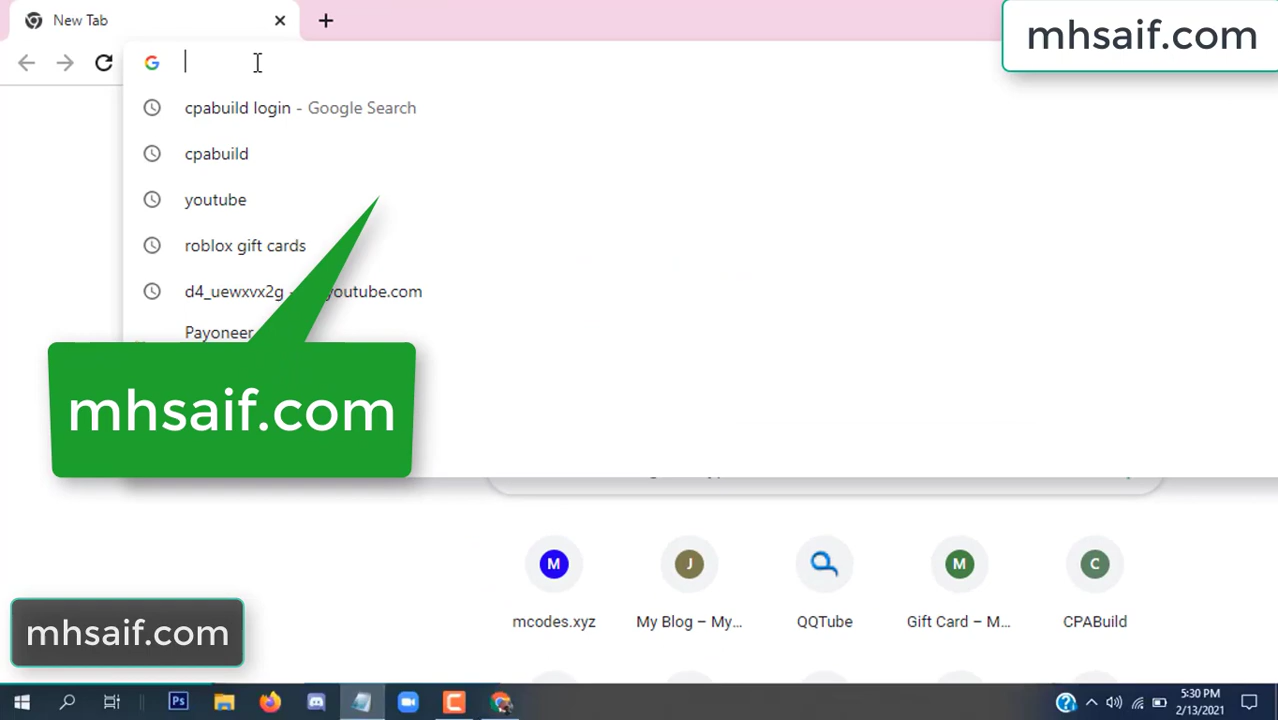 New Tab
mhsaif.com
cpabuild login - Google Search
cpabuild
youtube
roblox gift cards
d4_uewxvx2g - youtube.com
Payoneer
mhsaif.com
mcodes.xyz
My Blog – My...
QQTube
Gift Card – M...
CPABuild
M
J
M
C
mhsaif.com
Ps
5:30 PM
2/13/2021